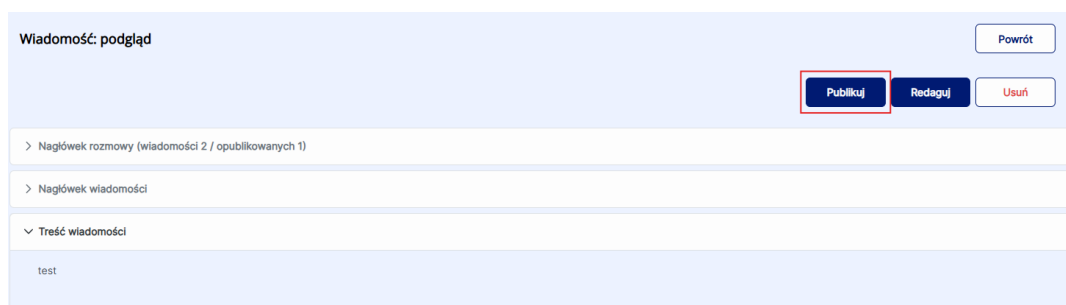 Wiadomość: podgląd
Powrót
Publikuj Redaguj Usuń
Nagłówek rozmowy (wiadomości 2 / opublikowanych 1)
Nagłówek wiadomości
Treść wiadomości
test